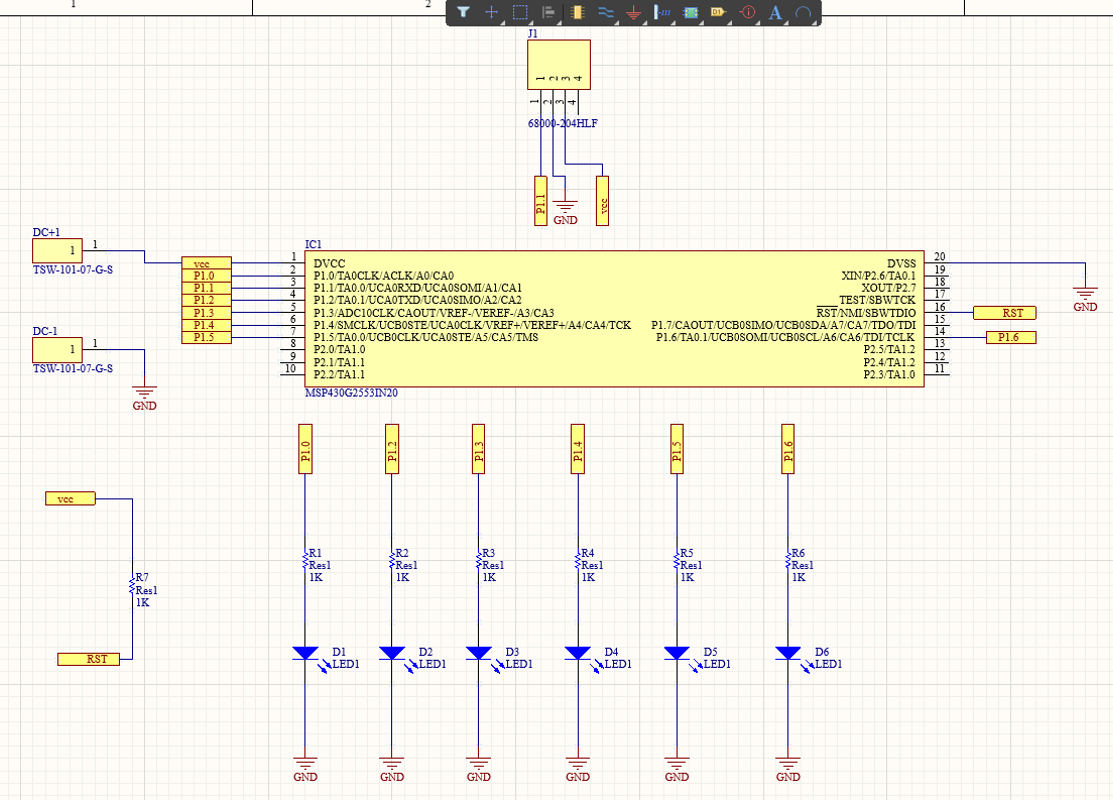 1
2
J1
1 2 3 4
1 2 3 4
68000-204HLF
P1.1
vcc
GND
DC+1
1
1
TSW-101-07-G-S
DC-1
1
1
TSW-101-07-G-S
GND
vcc
P1.0
P1.1
P1.2
P1.3
P1.4
P1.5
IC1
1 DVCC
2 P1.0/TA0CLK/ACLK/A0/CA0
3 P1.1/TA0.0/UCA0RXD/UCA0SOMI/A1/CA1
4 P1.2/TA0.1/UCA0TXD/UCA0SIMO/A2/CA2
5 P1.3/ADC10CLK/CAOUT/VREF-/VEREF-/A3/CA3
6 P1.4/SMCLK/UCB0STE/UCA0CLK/VREF+/VEREF+/A4/CA4/TCK
7 P1.5/TA0.0/UCB0CLK/UCA0STE/A5/CA5/TMS
8 P2.0/TA1.0
9 P2.1/TA1.1
10 P2.2/TA1.1
DVSS 20
XIN/P2.6/TA0.1 19
XOUT/P2.7 18
TEST/SBWTCK 17
RST/NMI/SBWTDIO 16
P1.7/CAOUT/UCB0SIMO/UCB0SDA/A7/CA7/TDO/TDI 15
P1.6/TA0.1/UCB0SOMI/UCB0SCL/A6/CA6/TDI/TCLK 14
P2.5/TA1.2 13
P2.4/TA1.2 12
P2.3/TA1.0 11
MSP430G2553IN20
GND
RST
P1.6
P1.0
P1.2
P1.3
P1.4
P1.5
P1.6
vcc
R7
Res1
1K
RST
R1
Res1
1K
R2
Res1
1K
R3
Res1
1K
R4
Res1
1K
R5
Res1
1K
R6
Res1
1K
D1
LED1
D2
LED1
D3
LED1
D4
LED1
D5
LED1
D6
LED1
GND
GND
GND
GND
GND
GND